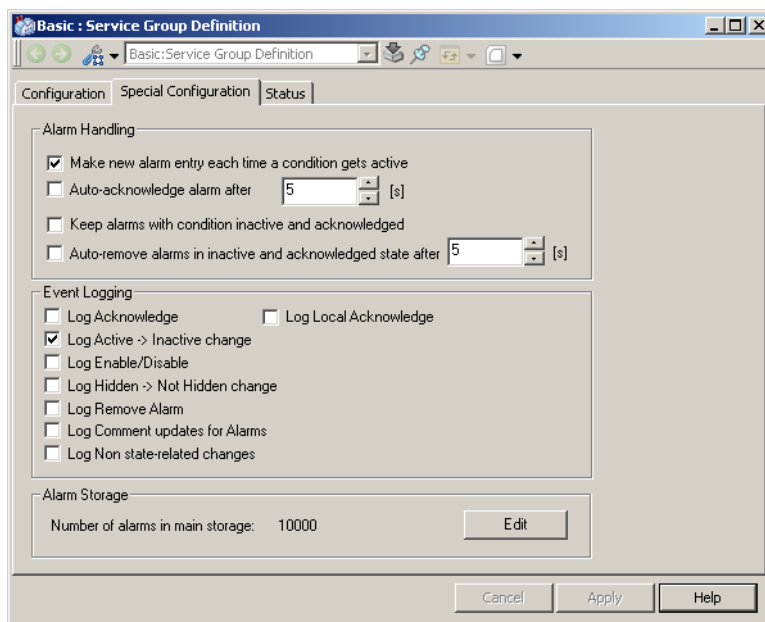 Basic : Service Group Definition
Basic:Service Group Definition
Configuration Special Configuration Status
Alarm Handling
Make new alarm entry each time a condition gets active
Auto-acknowledge alarm after 5 [s]
Keep alarms with condition inactive and acknowledged
Auto-remove alarms in inactive and acknowledged state after 5 [s]
Event Logging
Log Acknowledge Log Local Acknowledge
Log Active -> Inactive change
Log Enable/Disable
Log Hidden -> Not Hidden change
Log Remove Alarm
Log Comment updates for Alarms
Log Non state-related changes
Alarm Storage
Number of alarms in main storage: 10000 Edit
Cancel Apply Help